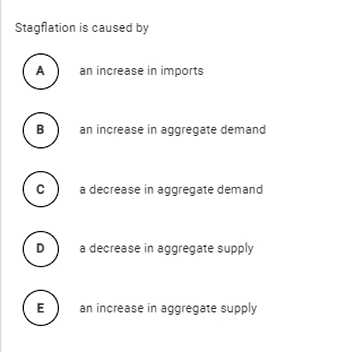 Stagflation is caused by
A an increase in imports
B an increase in aggregate demand
C a decrease in aggregate demand
D a decrease in aggregate supply
E an increase in aggregate supply